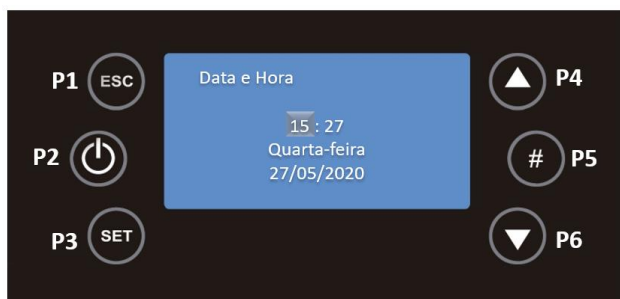 P1 ESC
P2
P3 SET
Data e Hora
15 : 27
Quarta-feira
27/05/2020
P4
# P5
P6